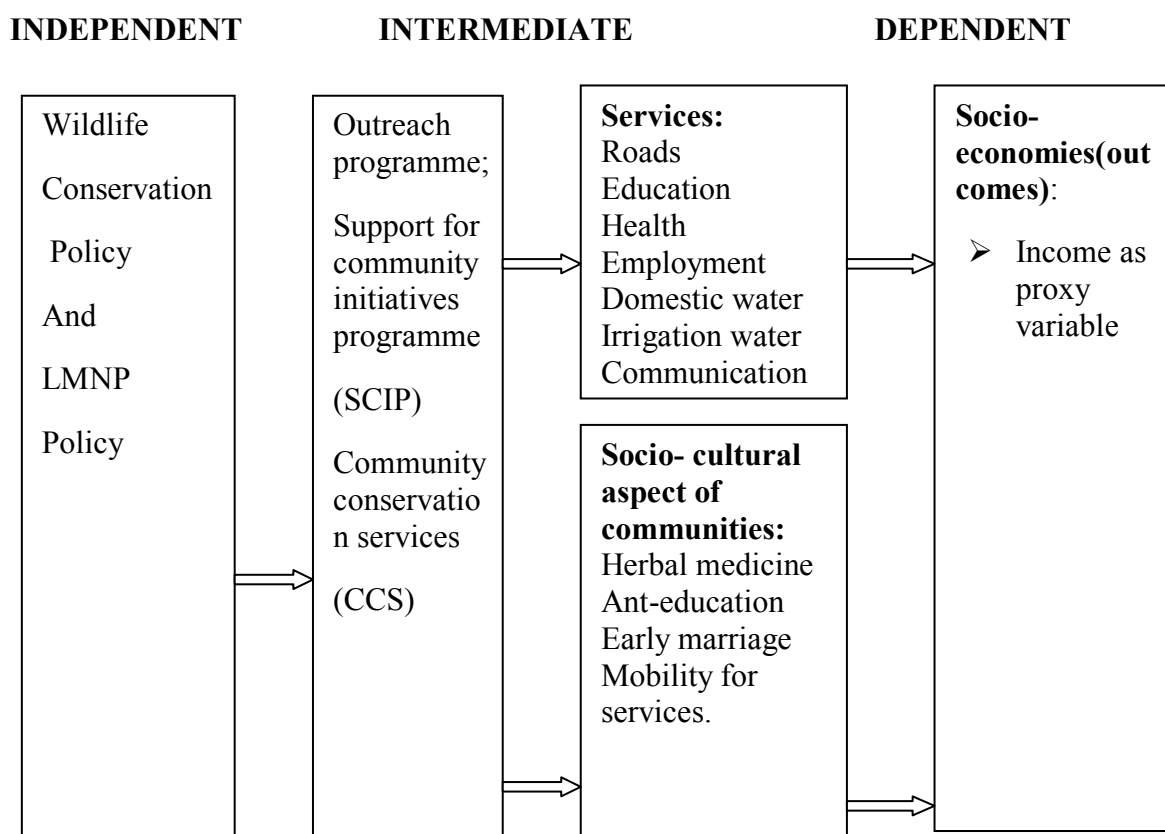 INDEPENDENT INTERMEDIATE DEPENDENT
Wildlife
Conservation
Policy
And
LMNP
Policy
Outreach
programme;
Support for
community
initiatives
programme
(SCIP)
Community
conservatio
n services
(CCS)
Services:
Roads
Education
Health
Employment
Domestic water
Irrigation water
Communication
Socio- cultural
aspect of
communities:
Herbal medicine
Ant-education
Early marriage
Mobility for
services.
Socio-
economies(out
comes):
➢ Income as
proxy
variable